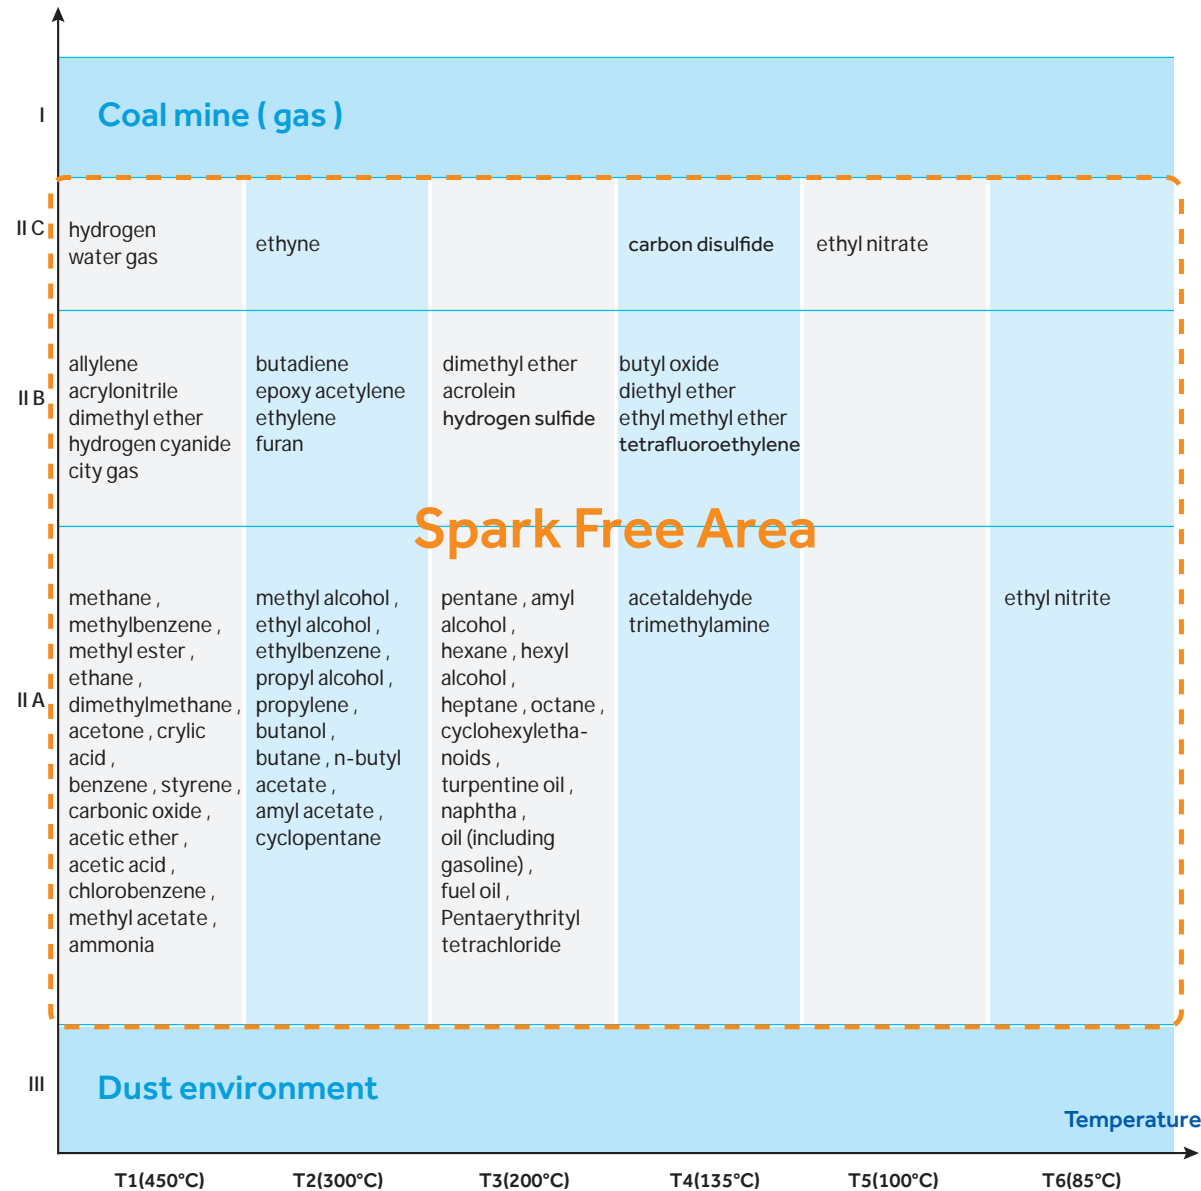 I
Coal mine ( gas )
II C
hydrogen
water gas
ethyne
carbon disulfide
ethyl nitrate
II B
allylene
acrylonitrile
dimethyl ether
hydrogen cyanide
city gas
butadiene
epoxy acetylene
ethylene
furan
dimethyl ether
acrolein
hydrogen sulfide
butyl oxide
diethyl ether
ethyl methyl ether
tetrafluoroethylene
Spark Free Area
II A
methane ,
methylbenzene ,
methyl ester ,
ethane ,
dimethylmethane ,
acetone , crylic
acid ,
benzene , styrene ,
carbonic oxide ,
acetic ether ,
acetic acid ,
chlorobenzene ,
methyl acetate ,
ammonia
methyl alcohol ,
ethyl alcohol ,
ethylbenzene ,
propyl alcohol ,
propylene ,
butanol ,
butane , n-butyl
acetate ,
amyl acetate ,
cyclopentane
pentane , amyl
alcohol ,
hexane , hexyl
alcohol ,
heptane , octane ,
cyclohexyletha-
noids ,
turpentine oil ,
naphtha ,
oil (including
gasoline) ,
fuel oil ,
Pentaerythrityl
tetrachloride
acetaldehyde
trimethylamine
ethyl nitrite
III
Dust environment
Temperature
T1(450°C)
T2(300°C)
T3(200°C)
T4(135°C)
T5(100°C)
T6(85°C)